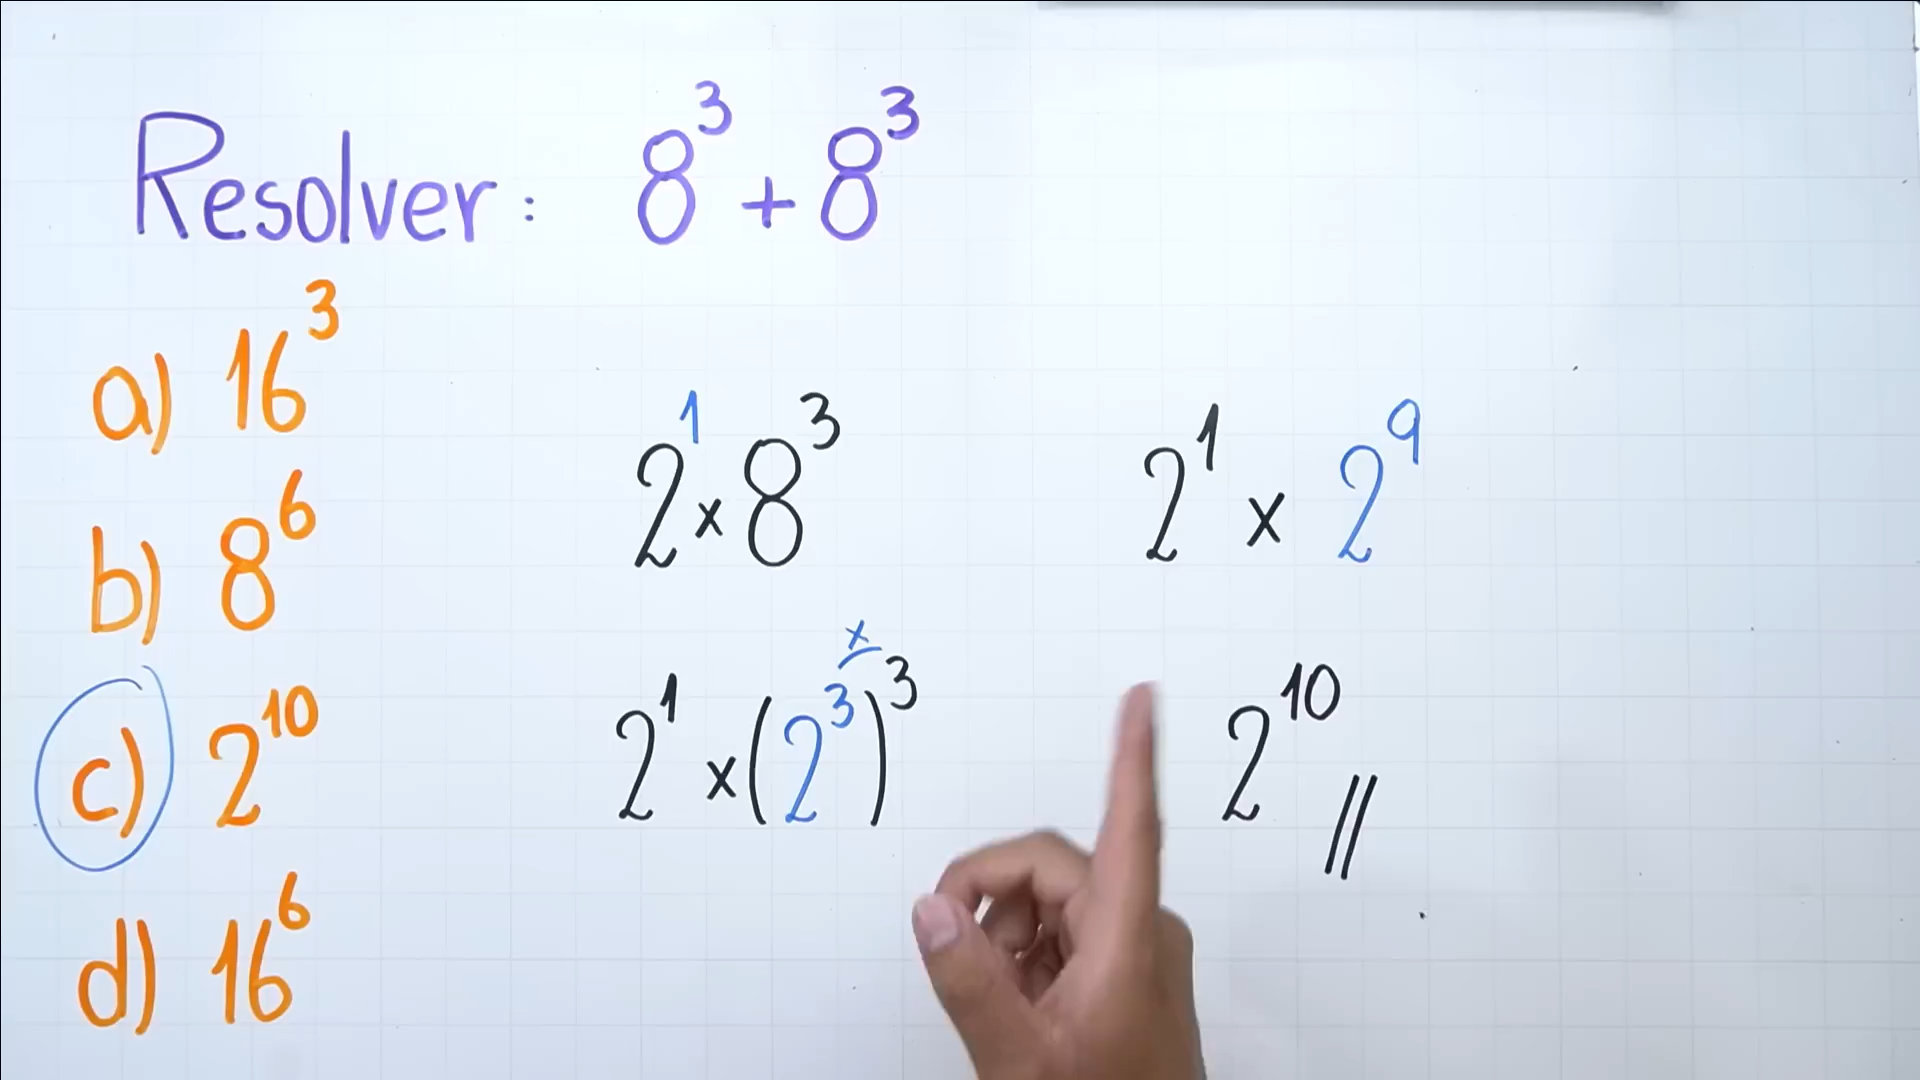 Resolver: 8³ + 8³
a) 16³
b) 8⁶
c) 2¹⁰
d) 16⁶
2¹ x 8³
2¹ x (2³)³
x
2¹ x 2⁹
2¹⁰ //